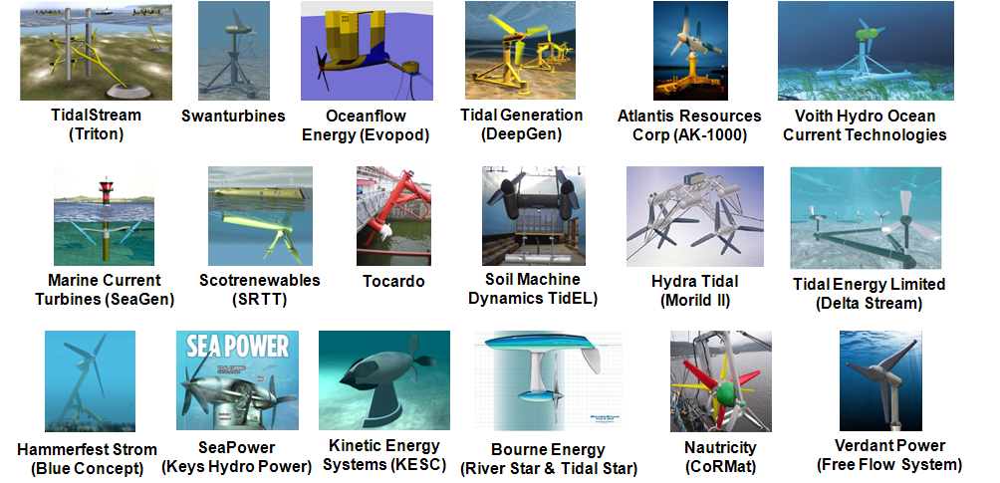 TidalStream
(Triton)
Swanturbines
Oceanflow
Energy (Evopod)
Tidal Generation
(DeepGen)
Atlantis Resources
Corp (AK-1000)
Voith Hydro Ocean
Current Technologies
Marine Current
Turbines (SeaGen)
Scotrenewables
(SRTT)
Tocardo
Soil Machine
Dynamics TidEL)
Hydra Tidal
(Morild II)
Tidal Energy Limited
(Delta Stream)
SEA POWER
Hammerfest Strom
(Blue Concept)
SeaPower
(Keys Hydro Power)
Kinetic Energy
Systems (KESC)
Bourne Energy
(River Star & Tidal Star)
Nautricity
(CoRMat)
Verdant Power
(Free Flow System)